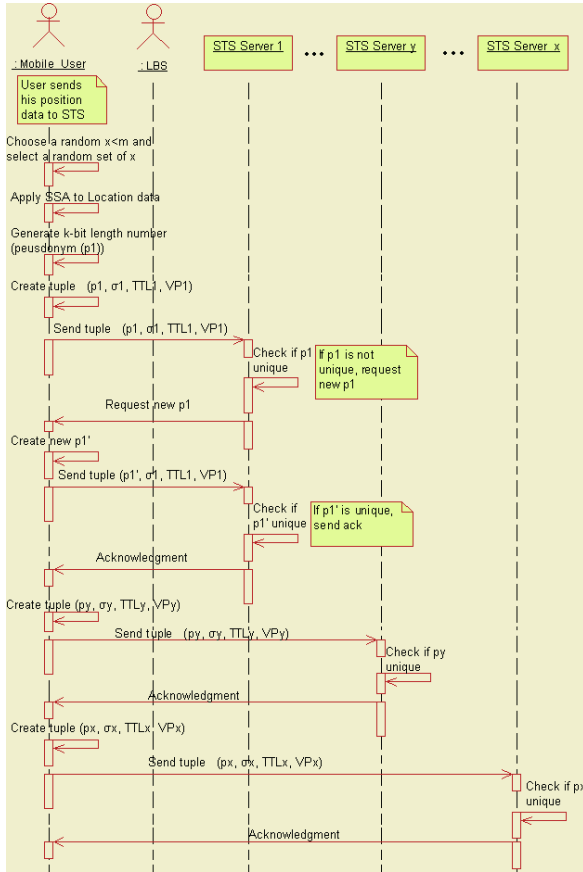 : Mobile_User
: LBS
STS Server 1
...
STS Server y
...
STS Server x
User sends
his position
data to STS
Choose a random x<m and
select a random set of x
Apply SSA to Location data
Generate k-bit length number
(peusdonym (p1))
Create tuple (p1, σ1, TTL1, VP1)
Send tuple (p1, σ1, TTL1, VP1)
Check if p1
unique
If p1 is not
unique, request
new p1
Request new p1
Create new p1'
Send tuple (p1', σ1, TTL1, VP1)
Check if
p1' unique
If p1' is unique,
send ack
Acknowledgment
Create tuple (py, σy, TTLy, VPy)
Send tuple (py, σy, TTLy, VPy)
Check if py
unique
Acknowledgment
Create tuple (px, σx, TTLx, VPx)
Send tuple (px, σx, TTLx, VPx)
Check if px
unique
Acknowledgment